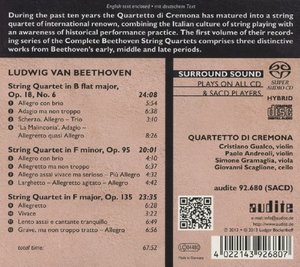 English text enclosed • mit deutschem Text
During the past ten years the Quartetto di Cremona has matured into a string
quartet of international renown, combining the Italian culture of string playing with
an awareness of historical performance practice. The first volume of their record-
ing series of the Complete Beethoven String Quartets comprises three distinctive
works from Beethoven's early, middle and late periods.
LUDWIG VAN BEETHOVEN
String Quartet in B flat major,
Op. 18, No. 6 24:08
Allegro con brio
Adagio ma non troppo
Scherzo. Allegro – Trio 3:10
'La Malinconia'. Adagio –
Allegretto quasi Allegro
String Quartet in F minor, Op. 95 20:01
Allegro con brio
Allegretto ma non troppo
Allegro assai vivace ma serioso – Più Allegro
Larghetto – Allegretto agitato – Allegro
String Quartet in F major, Op. 135 23:35
Allegretto
Vivace
Lento assai e cantante tranquillo
Grave, ma non troppo tratto – Allegro
total time: 67:52
SURROUND SOUND
PLAYS ON ALL CD
& SACD PLAYERS
SUPER AUDIO CD
HYBRID
QUARTETTO DI CREMONA
Cristiano Gualco, violin
Paolo Andreoli, violin
Simone Gramaglia, viola
Giovanni Scaglione, cello
audite 92.680 (SACD)
audite
4 022143 926807